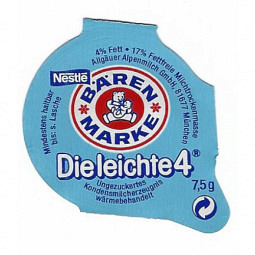 4% Fett • 17% Fettfreie Milchtrockenmasse
Allgäuer Alpenmilch GmbH, 81677 München
Mindestens haltbar
bis: s. Lasche
Nestlé
BÄREN
MARKE
Die leichte 4®
Ungezuckertes
Kondensmilcherzeugnis
wärmebehandelt
7,5 g